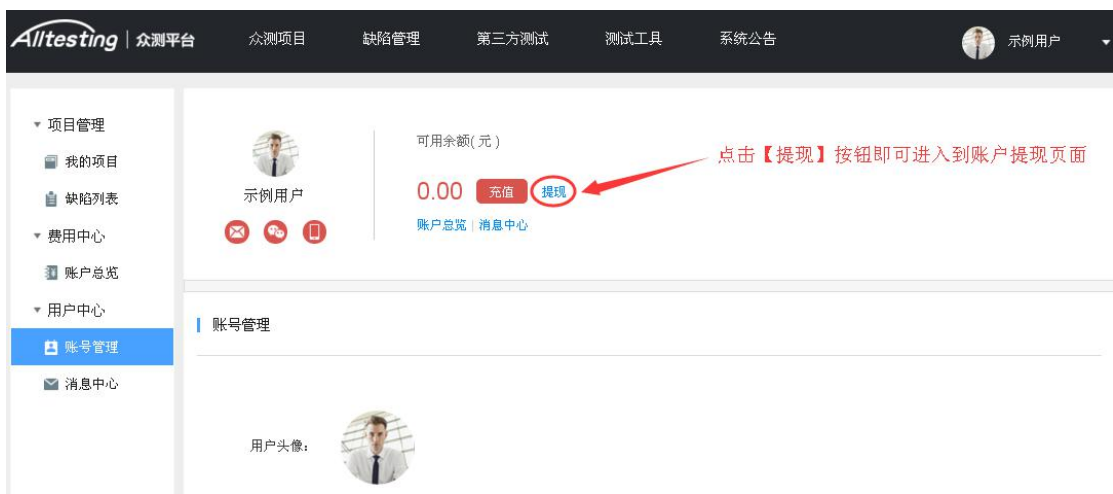 Alltesting | 众测平台 众测项目 缺陷管理 第三方测试 测试工具 系统公告 示例用户
项目管理
我的项目
缺陷列表
费用中心
账户总览
用户中心
账号管理
消息中心
示例用户
可用余额(元)
0.00 充值 提现
账户总览 | 消息中心
点击【提现】按钮即可进入到账户提现页面
账号管理
用户头像: